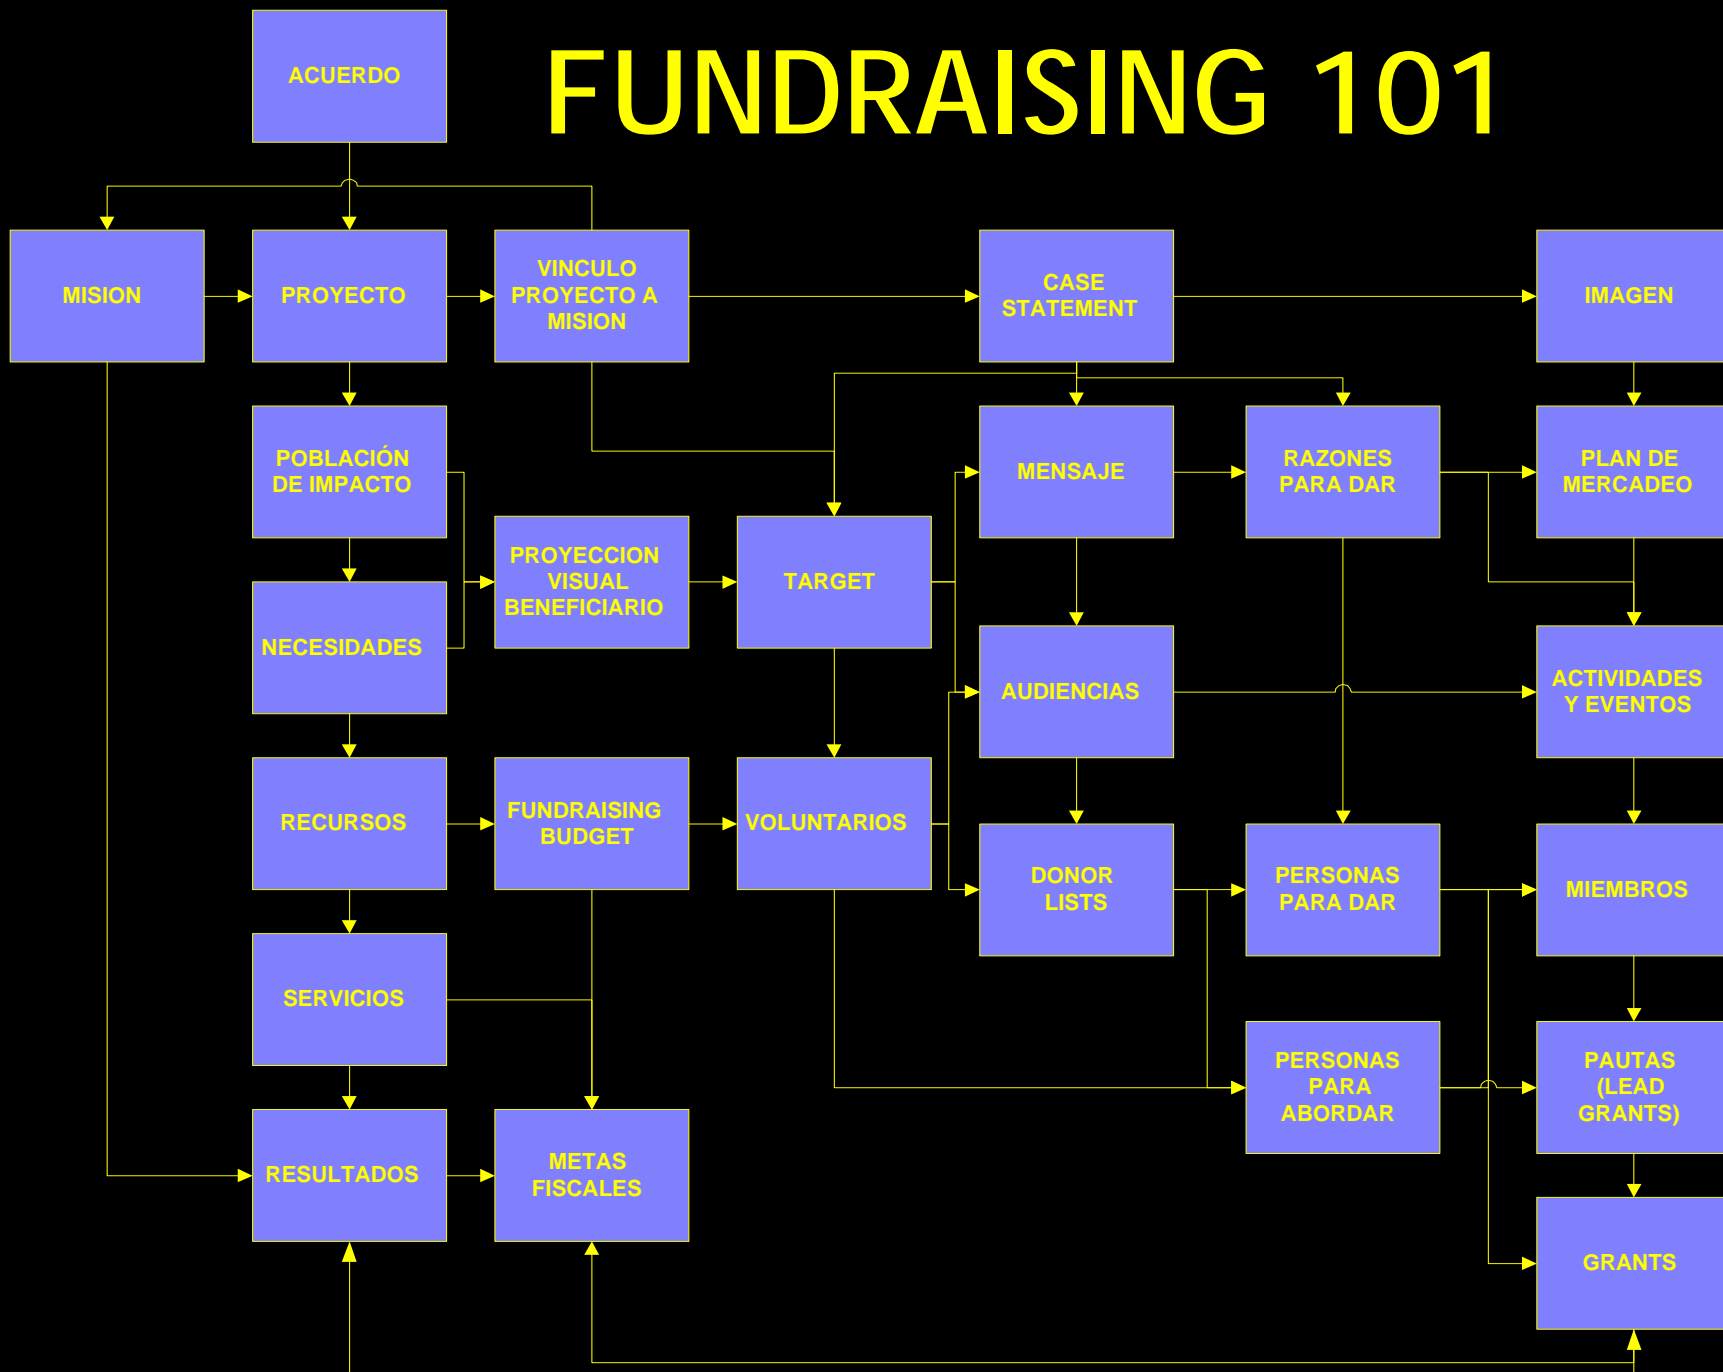 ACUERDO
FUNDRAISING 101
MISION
PROYECTO
VINCULO
PROYECTO A
MISION
CASE
STATEMENT
IMAGEN
POBLACIÓN
DE IMPACTO
MENSAJE
RAZONES
PARA DAR
PLAN DE
MERCADEO
PROYECCION
VISUAL
BENEFICIARIO
TARGET
NECESIDADES
AUDIENCIAS
ACTIVIDADES
Y EVENTOS
RECURSOS
FUNDRAISING
BUDGET
VOLUNTARIOS
DONOR
LISTS
PERSONAS
PARA DAR
MIEMBROS
SERVICIOS
PERSONAS
PARA
ABORDAR
PAUTAS
(LEAD
GRANTS)
RESULTADOS
METAS
FISCALES
GRANTS